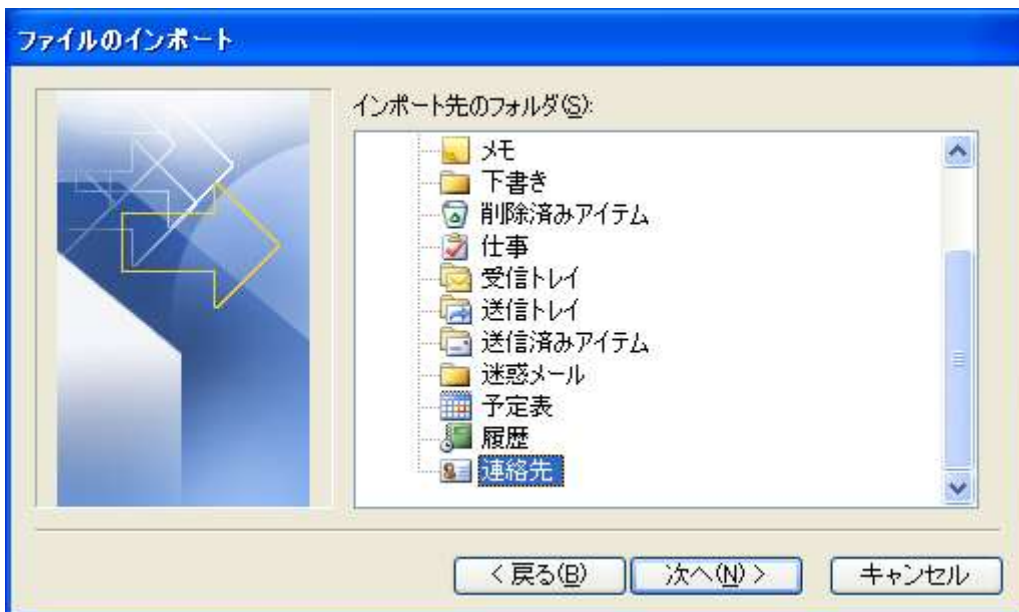 ファイルのインポート
インポート先のフォルダ(S):
メモ
下書き
削除済みアイテム
仕事
受信トレイ
送信トレイ
送信済みアイテム
迷惑メール
予定表
履歴
連絡先
< 戻る(B) 次へ(N) > キャンセル